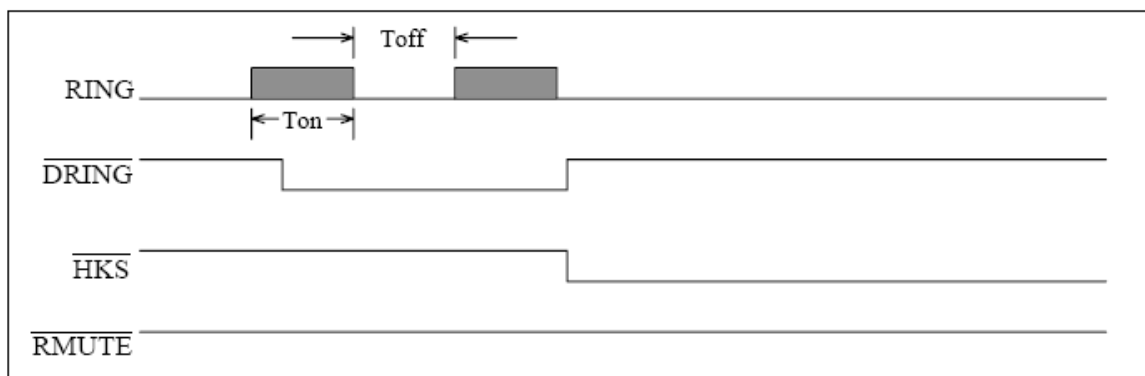 Toff
RING
Ton
DRING
HKS
RMUTE